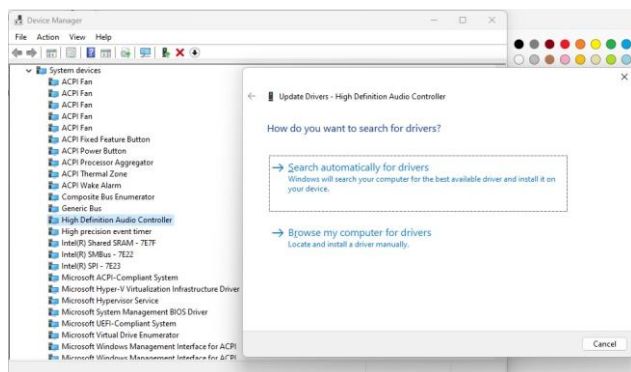 Device Manager
File Action View Help
System devices
ACPI Fan
ACPI Fan
ACPI Fan
ACPI Fan
ACPI Fan
ACPI Fixed Feature Button
ACPI Power Button
ACPI Processor Aggregator
ACPI Thermal Zone
ACPI Wake Alarm
Composite Bus Enumerator
Generic Bus
High Definition Audio Controller
High precision event timer
Intel(R) Shared SRAM - 7E7F
Intel(R) SMBus - 7E22
Intel(R) SPI - 7E23
Microsoft ACPI-Compliant System
Microsoft Hyper-V Virtualization Infrastructure Driver
Microsoft Hypervisor Service
Microsoft System Management BIOS Driver
Microsoft UEFI-Compliant System
Microsoft Virtual Drive Enumerator
Microsoft Windows Management Interface for ACPI
Microsoft Windows Management Interface for ACPI
Update Drivers - High Definition Audio Controller
How do you want to search for drivers?
Search automatically for drivers
Windows will search your computer for the best available driver and install it on
your device.
Browse my computer for drivers
Locate and install a driver manually.
Cancel